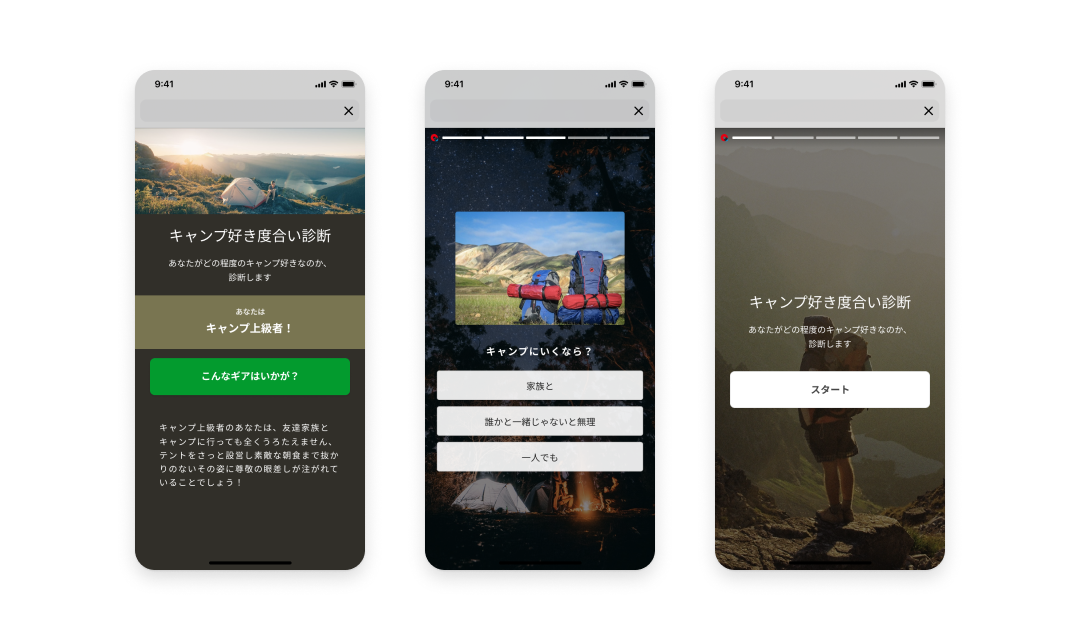 9:41
キャンプ好き度合い診断
あなたがどの程度のキャンプ好きなのか、
診断します
あなたは
キャンプ上級者！
こんなギアはいかが？
キャンプ上級者のあなたは、友達家族と
キャンプに行っても全くうろたえません、
テントをさっと設営し素敵な朝食まで抜か
りのないその姿に尊敬の眼差しが注がれて
いることでしょう！
9:41
キャンプにいくなら？
家族と
誰かと一緒じゃないと無理
一人でも
9:41
キャンプ好き度合い診断
あなたがどの程度のキャンプ好きなのか、
診断します
スタート